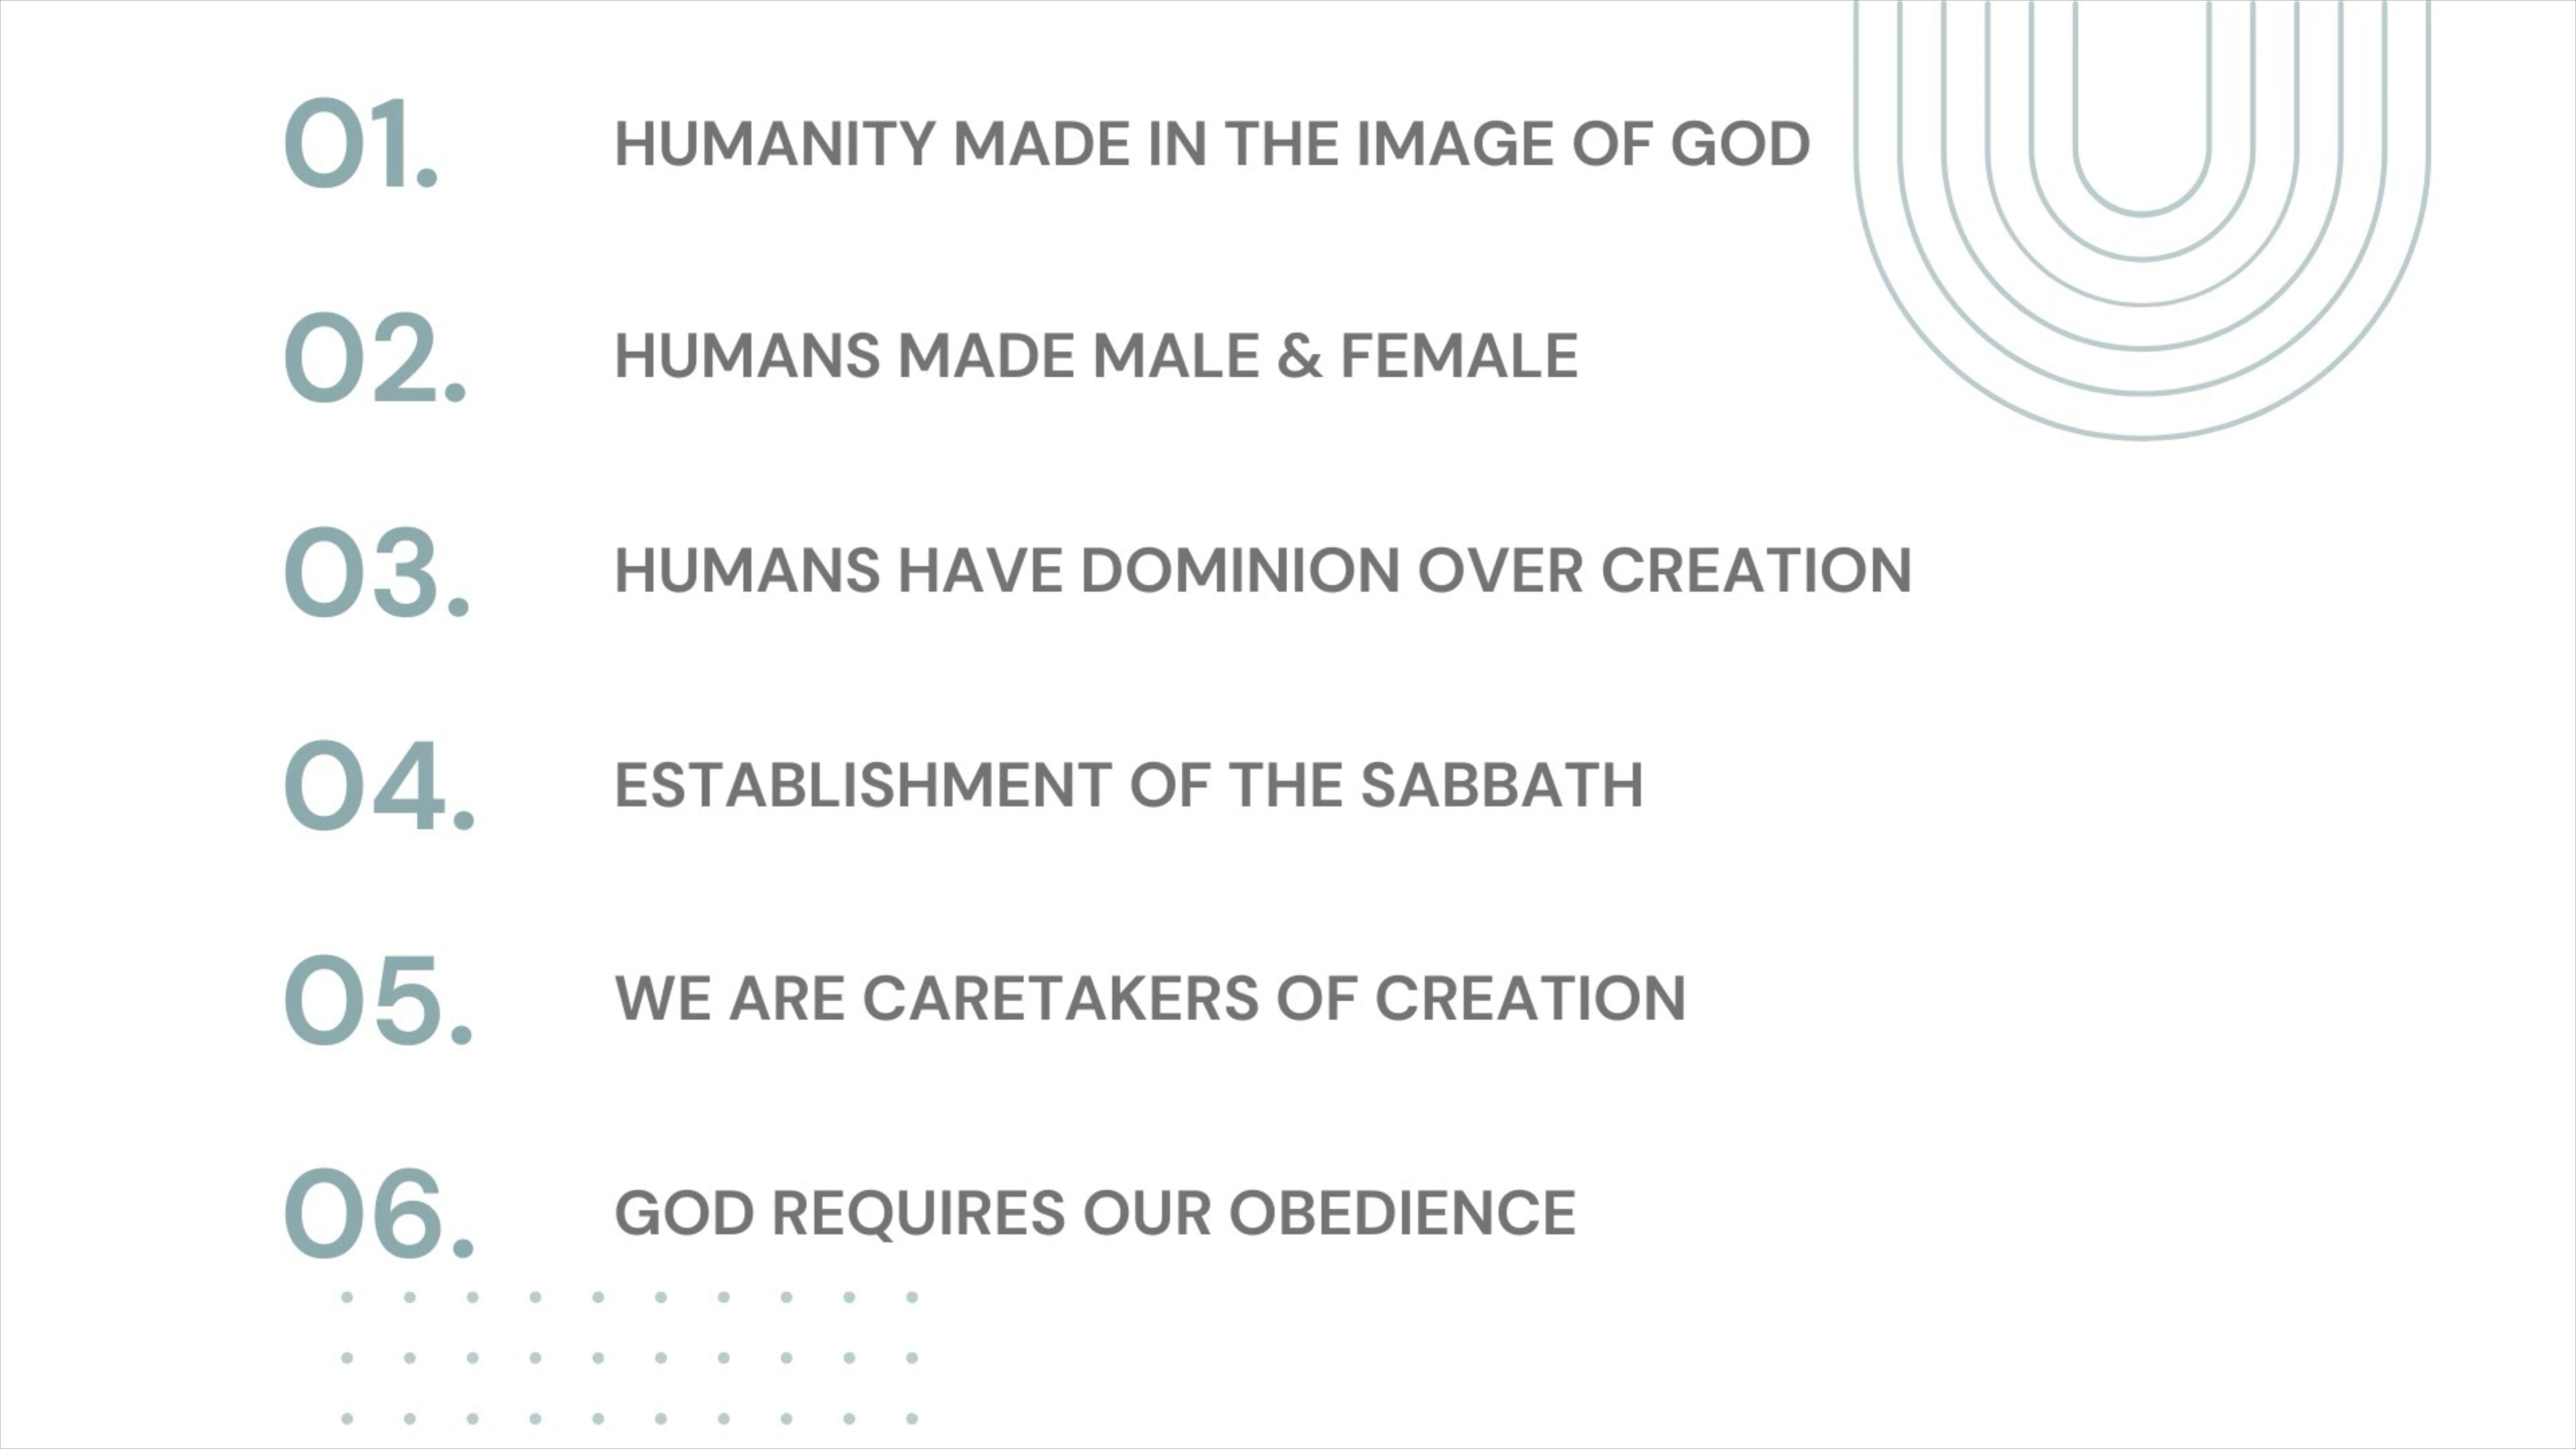 01. HUMANITY MADE IN THE IMAGE OF GOD
02. HUMANS MADE MALE & FEMALE
03. HUMANS HAVE DOMINION OVER CREATION
04. ESTABLISHMENT OF THE SABBATH
05. WE ARE CARETAKERS OF CREATION
06. GOD REQUIRES OUR OBEDIENCE